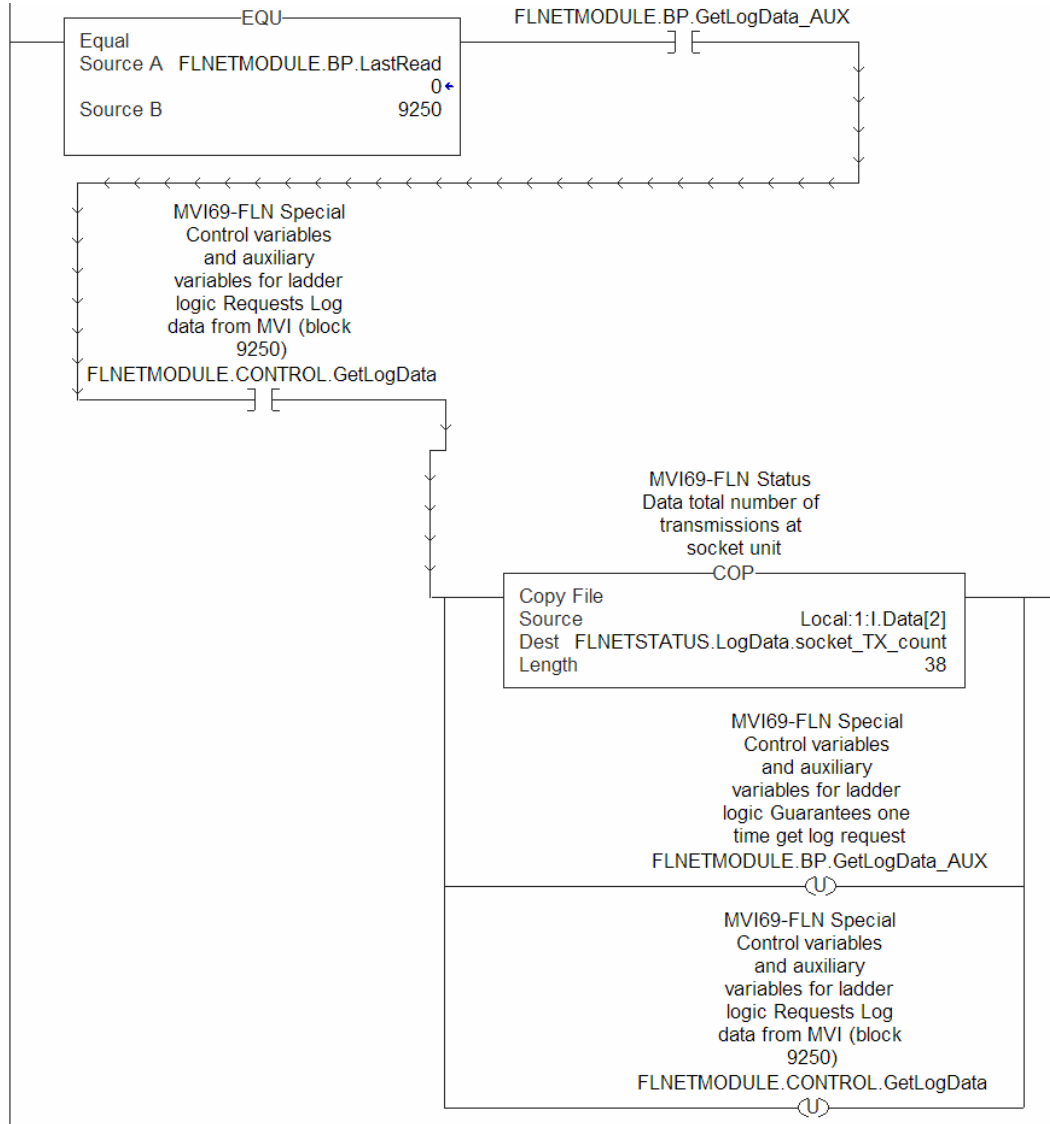 EQU
FLNETMODULE.BP.GetLogData_AUX
Equal
Source A FLNETMODULE.BP.LastRead
0
Source B 9250
MVI69-FLN Special
Control variables
and auxiliary
variables for ladder
logic Requests Log
data from MVI (block
9250)
FLNETMODULE.CONTROL.GetLogData
MVI69-FLN Status
Data total number of
transmissions at
socket unit
COP
Copy File
Source Local:1:I.Data[2]
Dest FLNETSTATUS.LogData.socket_TX_count
Length 38
MVI69-FLN Special
Control variables
and auxiliary
variables for ladder
logic Guarantees one
time get log request
FLNETMODULE.BP.GetLogData_AUX
U
MVI69-FLN Special
Control variables
and auxiliary
variables for ladder
logic Requests Log
data from MVI (block
9250)
FLNETMODULE.CONTROL.GetLogData
U